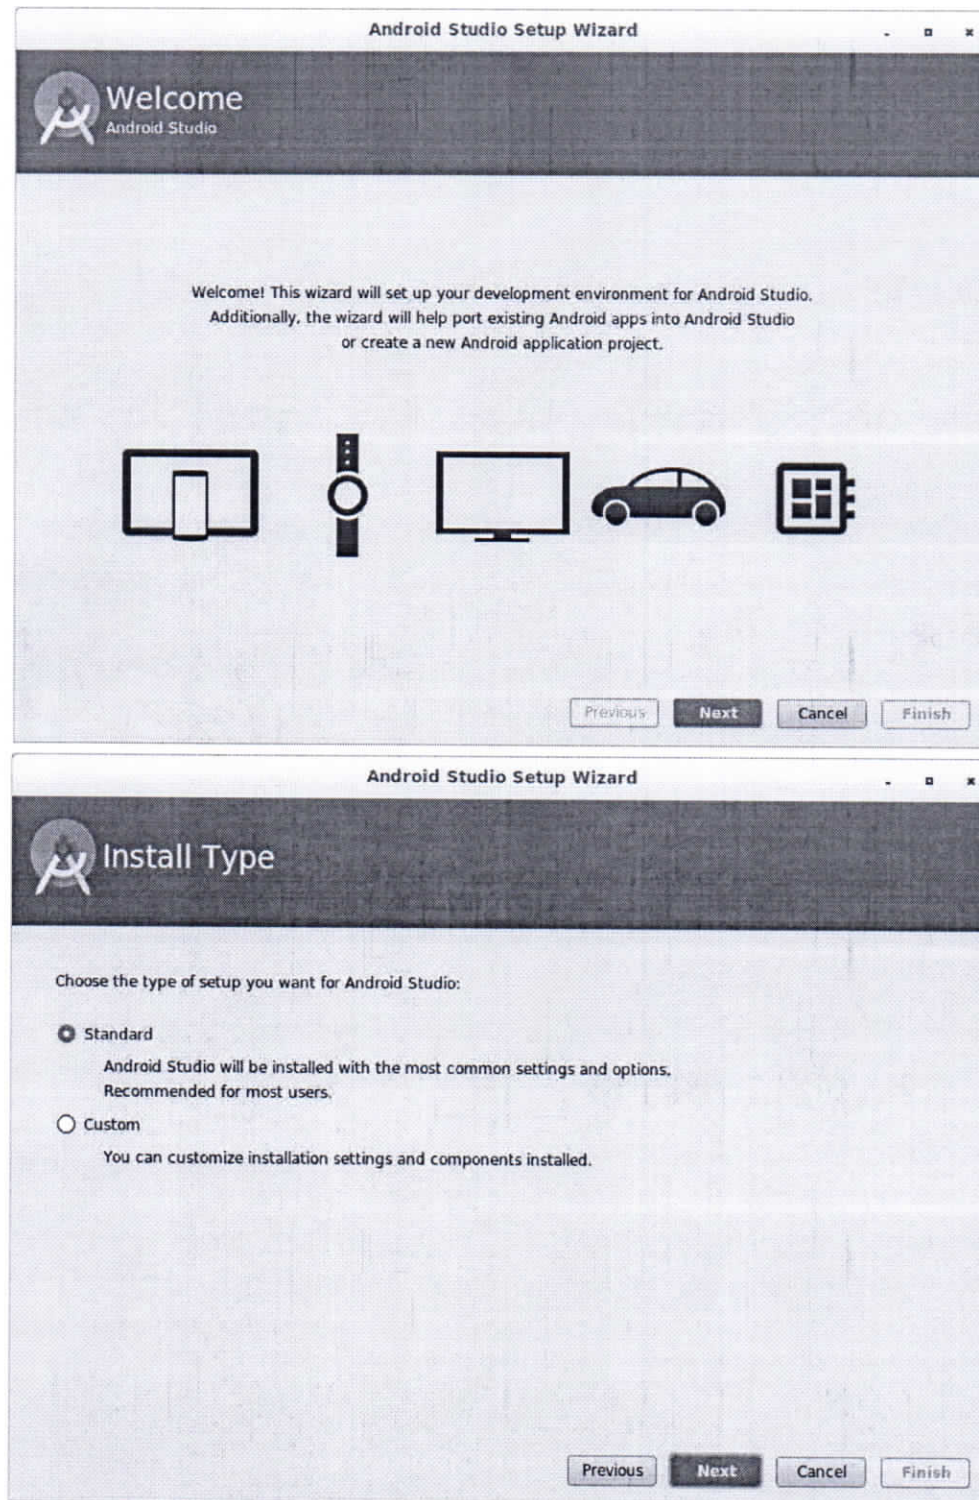 Android Studio Setup Wizard
Welcome
Android Studio
Welcome! This wizard will set up your development environment for Android Studio.
Additionally, the wizard will help port existing Android apps into Android Studio
or create a new Android application project.
Previous Next Cancel Finish
Android Studio Setup Wizard
Install Type
Choose the type of setup you want for Android Studio:
Standard
Android Studio will be installed with the most common settings and options.
Recommended for most users.
Custom
You can customize installation settings and components installed.
Previous Next Cancel Finish